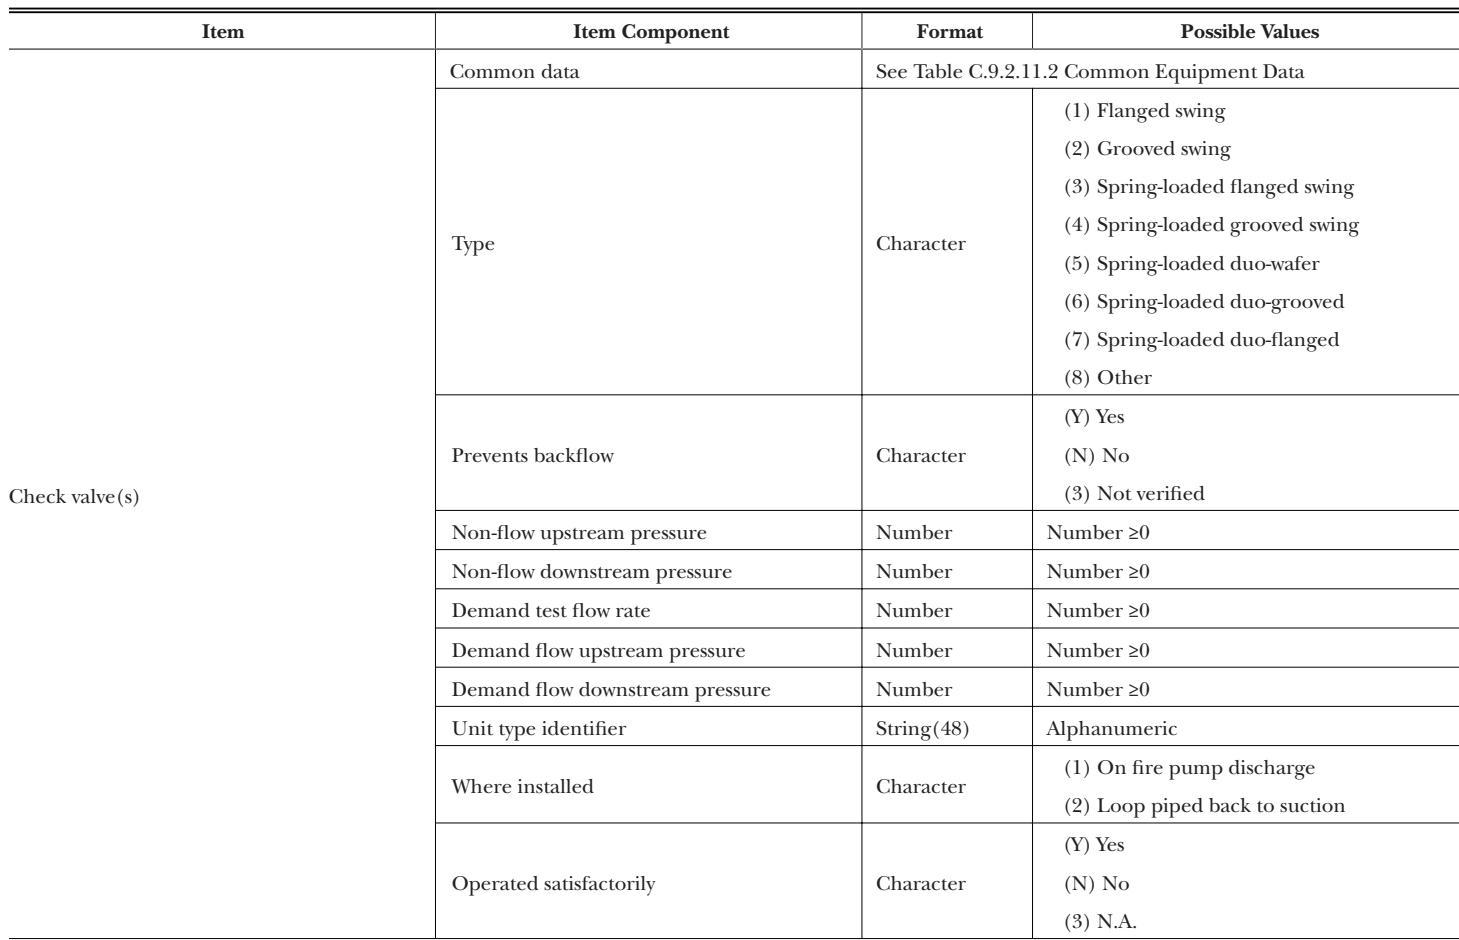 Item Item Component Format Possible Values
Common data See Table C.9.2.11.2 Common Equipment Data
(1) Flanged swing
(2) Grooved swing
(3) Spring-loaded flanged swing
(4) Spring-loaded grooved swing
Type Character
(5) Spring-loaded duo-wafer
(6) Spring-loaded duo-grooved
(7) Spring-loaded duo-flanged
(8) Other
(Y) Yes
Prevents backflow Character (N) No
(3) Not verified
Check valve(s)
Non-flow upstream pressure Number Number ≥0
Non-flow downstream pressure Number Number ≥0
Demand test flow rate Number Number ≥0
Demand flow upstream pressure Number Number ≥0
Demand flow downstream pressure Number Number ≥0
Unit type identifier String(48) Alphanumeric
(1) On fire pump discharge
Where installed Character
(2) Loop piped back to suction
(Y) Yes
Operated satisfactorily Character (N) No
(3) N.A.